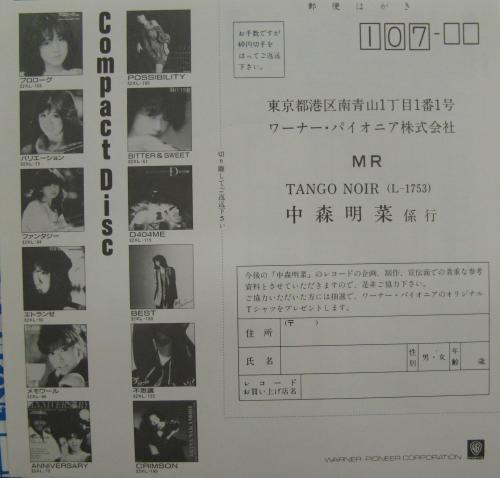 Compact Disc
プロローグ
32XL-103
POSSIBILITY
32XL-105
バリエーション
BITTER & SWEET
ファンタジー
D404ME
32XL-115
エトランゼ
BEST
メモワール
不思議
ANNIVERSARY
CRIMSON
切り離してご返送下さい
郵便はがき
お手数ですが
切手を
はってご返送
下さい。
107-
東京都港区南青山1丁目1番1号
ワーナー・パイオニア株式会社
MR
TANGO NOIR (L-1753)
中森明菜 係行
今後の「中森明菜」のレコードの企画、制作、宣伝面での貴重な参考
資料とさせていただきますので、是非ご協力下さい。
ご協力いただいた方には抽選で、ワーナー・パイオニアのオリジナル
Tシャツをプレゼントします。
住所 (〒 )
氏名 性別 男・女 年齢 歳
レコード
お買い上げ店名
WARNER-PIONEER CORPORATION